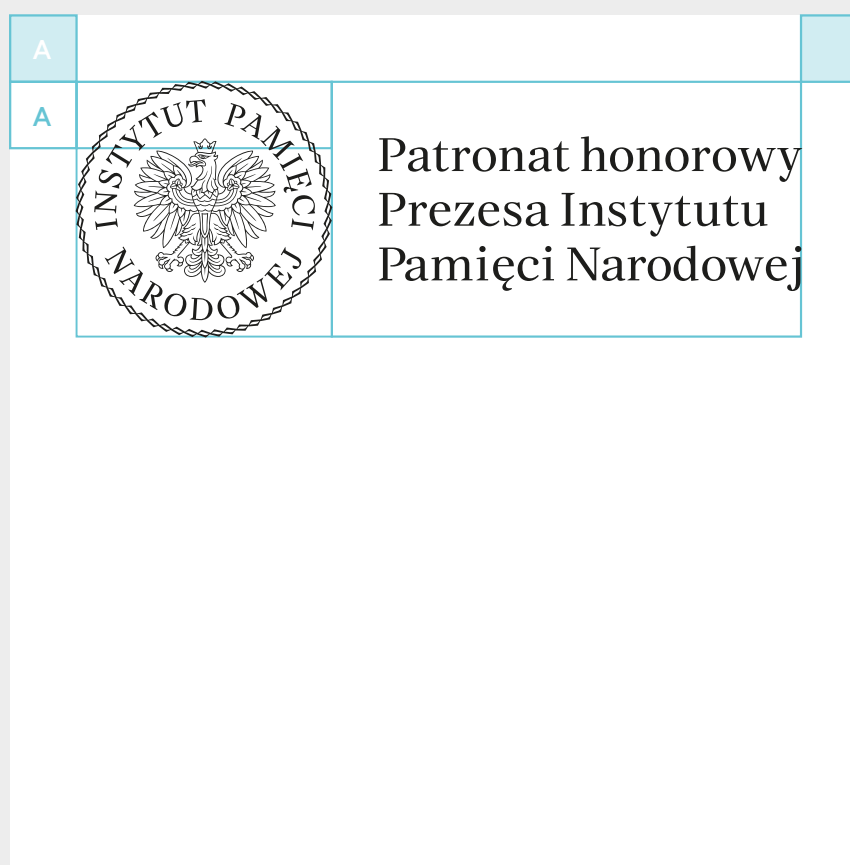 A
A
INSTYTUT PAMIĘCI
NARODOWEJ
Patronat honorowy
Prezesa Instytutu
Pamięci Narodowej